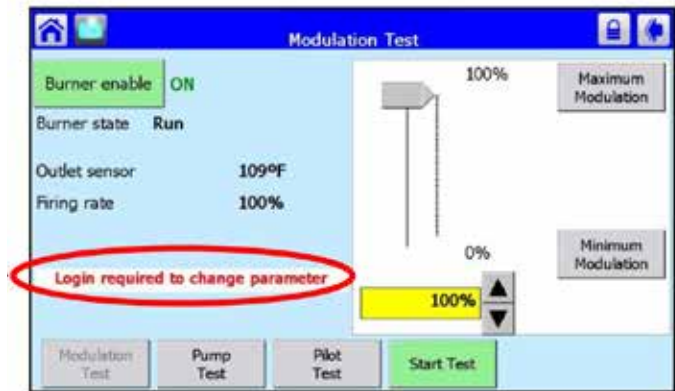 Modulation Test
Burner enable ON
Burner state Run
Outlet sensor 109ºF
Firing rate 100%
Login required to change parameter
100%
0%
100%
Maximum
Modulation
Minimum
Modulation
Modulation
Test
Pump
Test
Pilot
Test
Start Test